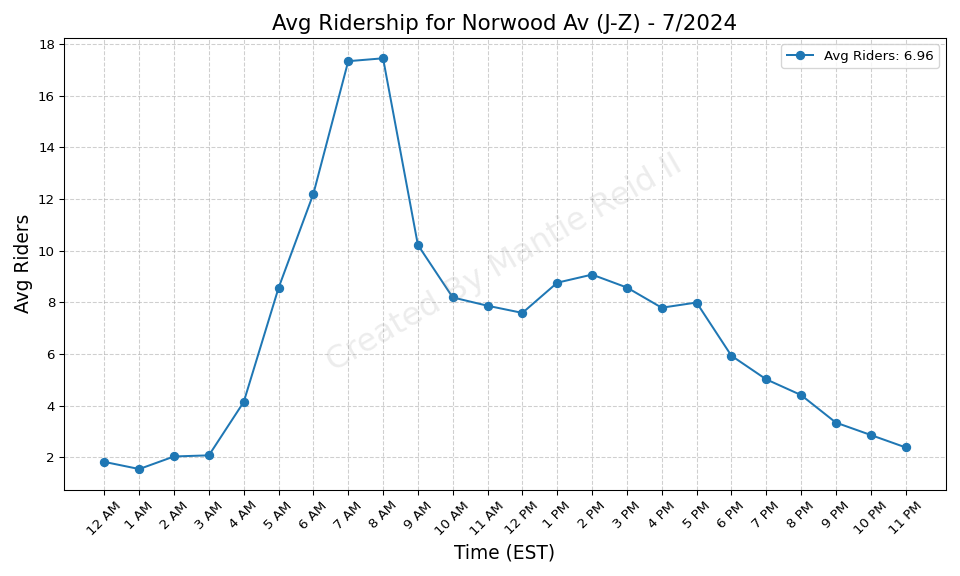 Avg Ridership for Norwood Av (J-Z) - 7/2024
Avg Riders: 6.96
18
16
14
12
10
8
6
4
2
Avg Riders
Created By Mantie Reid II
12 AM
1 AM
2 AM
3 AM
4 AM
5 AM
6 AM
7 AM
8 AM
9 AM
10 AM
11 AM
12 PM
1 PM
2 PM
3 PM
4 PM
5 PM
6 PM
7 PM
8 PM
9 PM
10 PM
11 PM
Time (EST)